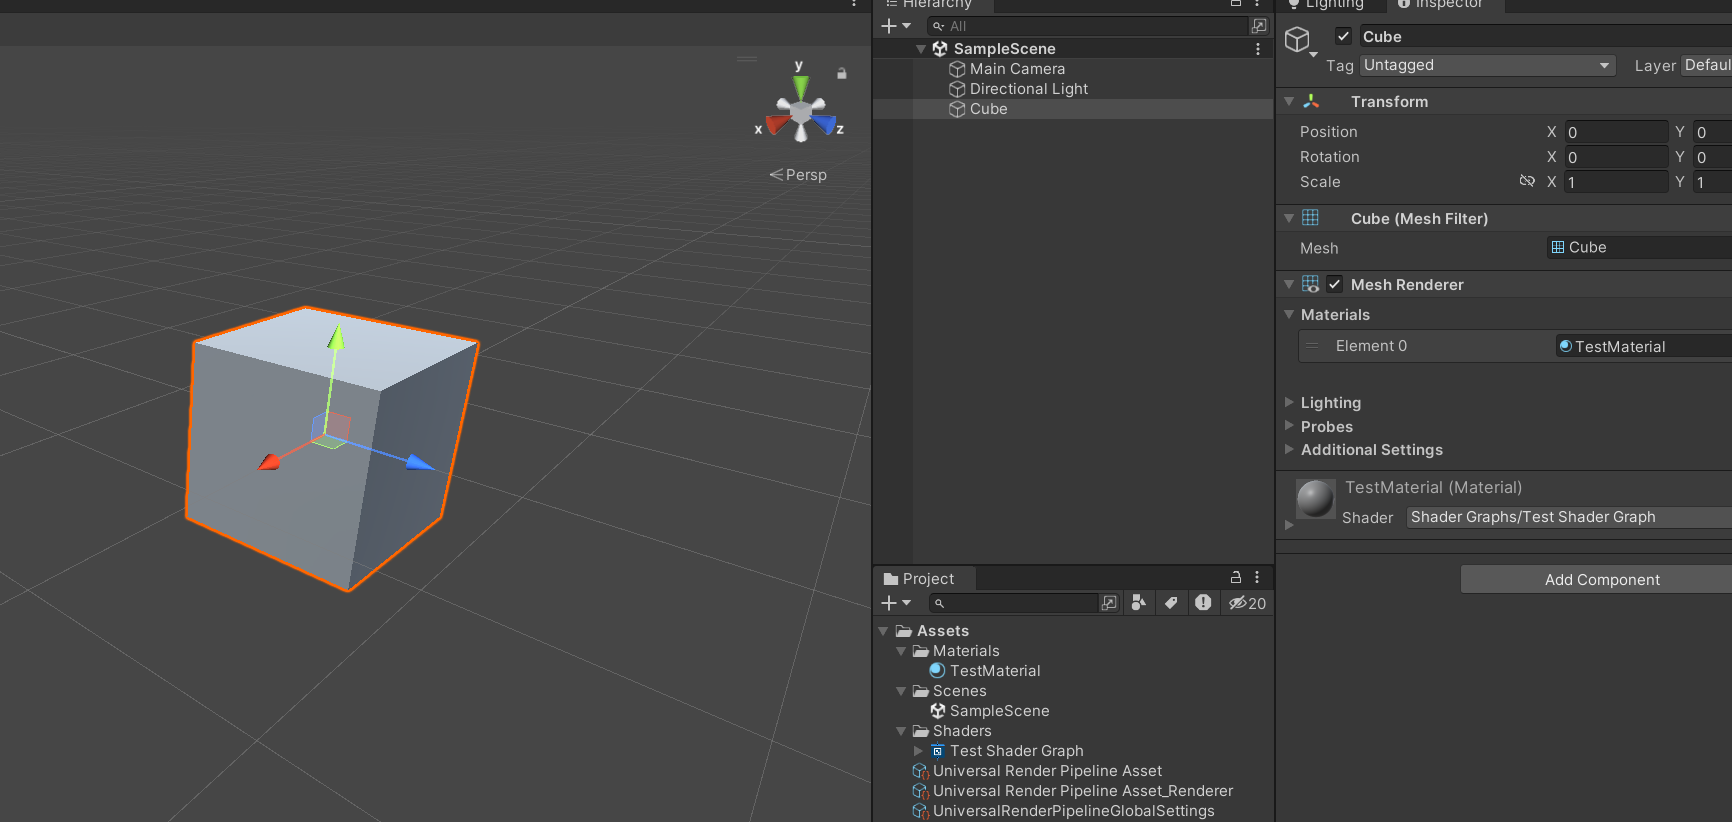 y
x
z
Persp
Hierarchy
All
SampleScene
Main Camera
Directional Light
Cube
Project
20
Assets
Materials
TestMaterial
Scenes
SampleScene
Shaders
Test Shader Graph
Universal Render Pipeline Asset
Universal Render Pipeline Asset_Renderer
UniversalRenderPipelineGlobalSettings
Lighting
Inspector
Cube
Tag Untagged Layer Defaul
Transform
Position X 0 Y 0
Rotation X 0 Y 0
Scale X 1 Y 1
Cube (Mesh Filter)
Mesh Cube
Mesh Renderer
Materials
Element 0 TestMaterial
Lighting
Probes
Additional Settings
TestMaterial (Material)
Shader Shader Graphs/Test Shader Graph
Add Component